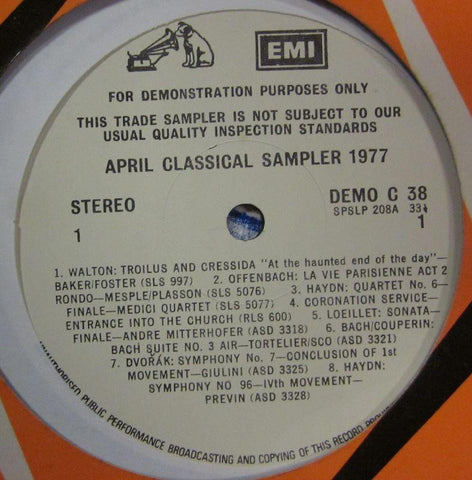 EMI
FOR DEMONSTRATION PURPOSES ONLY
THIS TRADE SAMPLER IS NOT SUBJECT TO OUR
USUAL QUALITY INSPECTION STANDARDS
APRIL CLASSICAL SAMPLER 1977
STEREO
1
DEMO C 38
SPSLP 208A 33⅓
1
1. WALTON: TROILUS AND CRESSIDA "At the haunted end of the day"—
BAKER/FOSTER (SLS 997) 2. OFFENBACH: LA VIE PARISIENNE ACT 2
RONDO—MESPLE/PLASSON (SLS 5076) 3. HAYDN: QUARTET No. 6—
FINALE—MEDICI QUARTET (SLS 5077) 4. CORONATION SERVICE—
ENTRANCE INTO THE CHURCH (RLS 600) 5. LOEILLET: SONATA—
FINALE—ANDRE MITTERHOFER (ASD 3318) 6. BACH/COUPERIN:
BACH SUITE NO. 3 AIR—TORTELIER/SCO (ASD 3321)
7. DVOŘÁK: SYMPHONY No. 7—CONCLUSION OF 1st
MOVEMENT—GIULINI (ASD 3325) 8. HAYDN:
SYMPHONY NO 96—IVth MOVEMENT—
PREVIN (ASD 3328)
PUBLIC PERFORMANCE BROADCASTING AND COPYING OF THIS RECORD